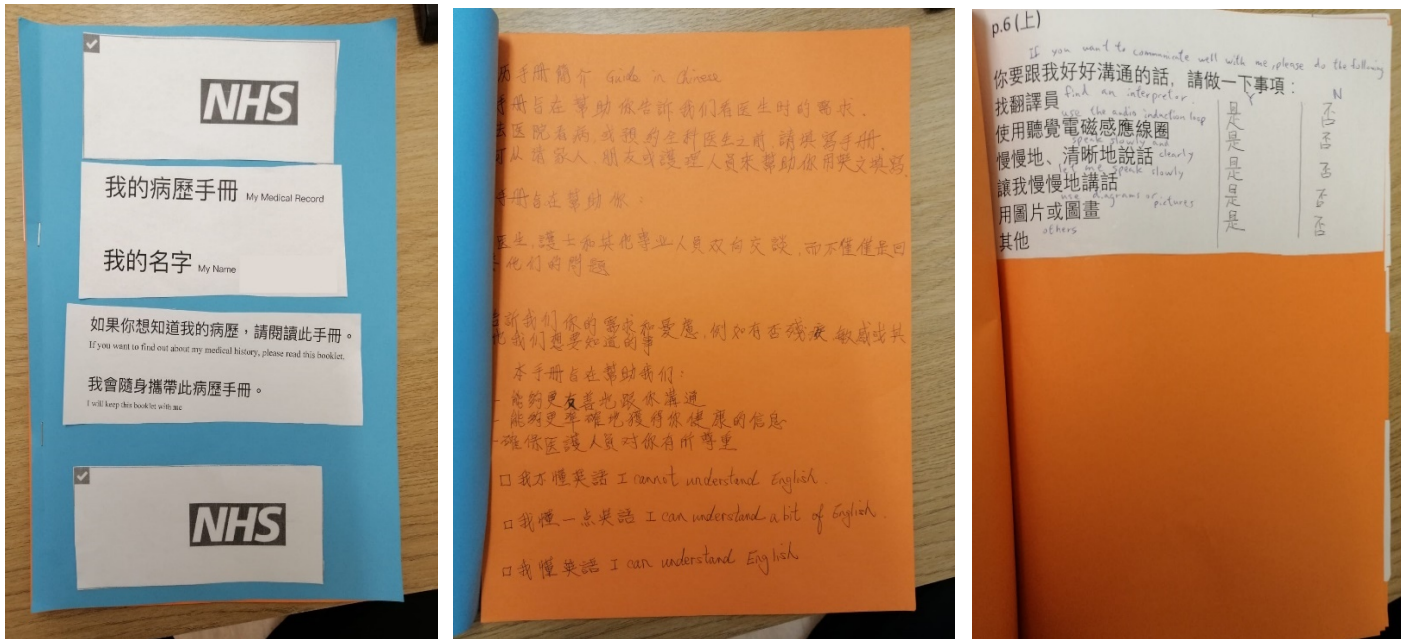 NHS
我的病歷手冊 My Medical Record
我的名字 My Name
如果你想知道我的病歷，請閱讀此手冊。
If you want to find out about my medical history, please read this booklet.
我會隨身攜帶此病歷手冊。
I will keep this booklet with me
NHS
历手冊簡介 Guide in Chinese
手冊旨在幫助你告訴我们看医生时的需求.
去医院看病,或预约全科医生之前,請填寫手册.
可以請家人、朋友或護理人員來幫助你用英文填寫.
手冊旨在幫助你:
医生,護士和其他專业人員双向交談,而不僅僅是回
答他们的問题
告訴我们你的需求和憂慮,例如有否残疾,敏感或其
他我们想要知道的事
本手冊旨在幫助我们:
- 能夠更友善地跟你溝通
- 能夠更準確地獲得你健康的信息
-確保医護人員对你有所尊重
□ 我不懂英語 I cannot understand English.
□ 我懂一点英語 I can understand a bit of English.
□ 我懂英語 I can understand English
p.6 (上)
If you want to communicate well with me, please do the following
你要跟我好好溝通的話，請做一下事項：
Y N
找翻譯員 find an interpretor. 是 否
use the audio induction loop
使用聽覺電磁感應線圈 是 否
speak slowly and
慢慢地、清晰地說話 clearly 是 否
let me speak slowly
讓我慢慢地講話 是 否
use diagrams or pictures
用圖片或圖畫 是 否
其他 others